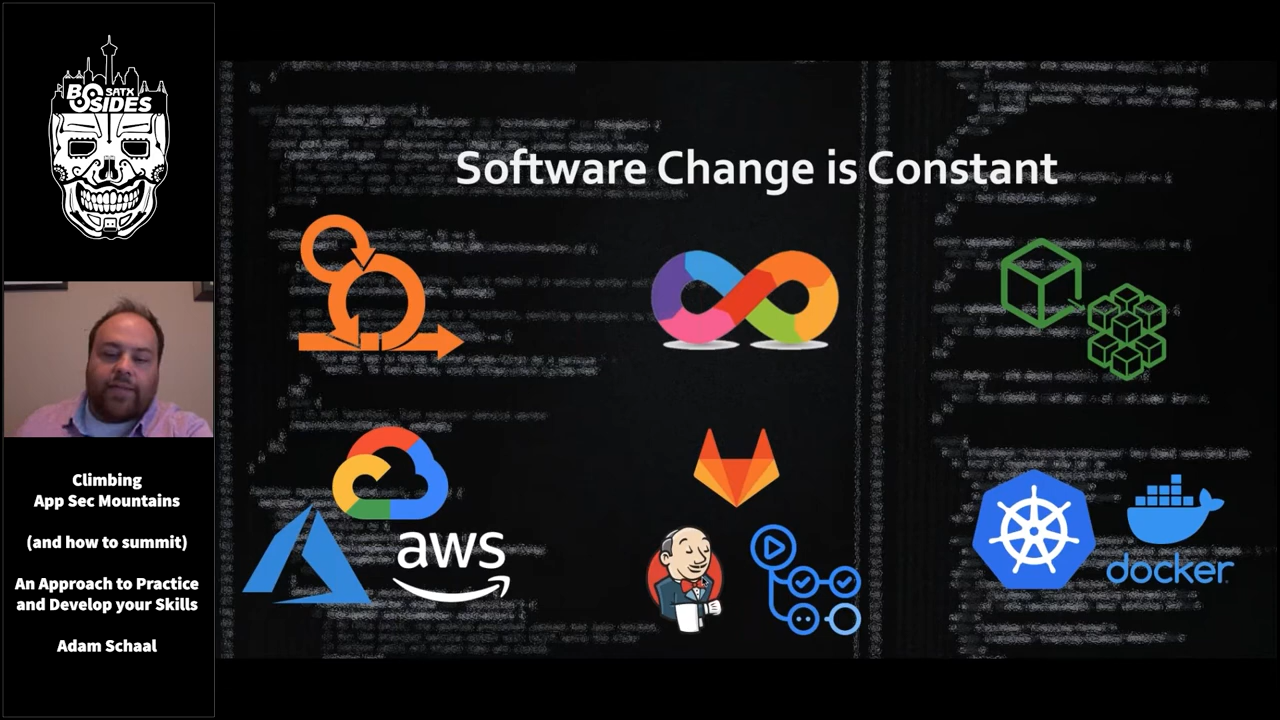 BSIDES
SATX
Software Change is Constant
aws
docker
Climbing
App Sec Mountains
(and how to summit)
An Approach to Practice
and Develop your Skills
Adam Schaal